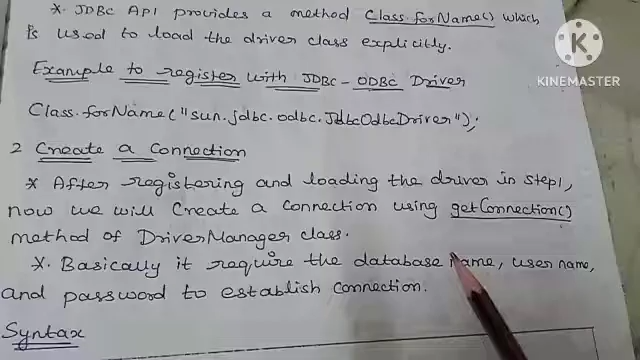 * JDBC API provides a method Class.forName() which
is used to load the driver class explicitly.
Example to register with JDBC-ODBC Driver
Class.forName("sun.jdbc.odbc.JdbcOdbcDriver");
2 Create a Connection
* After registering and loading the driver in step1,
now we will create a connection using getConnection()
method of DriverManager class.
* Basically it require the database name, user name,
and password to establish connection.
Syntax
KINEMASTER